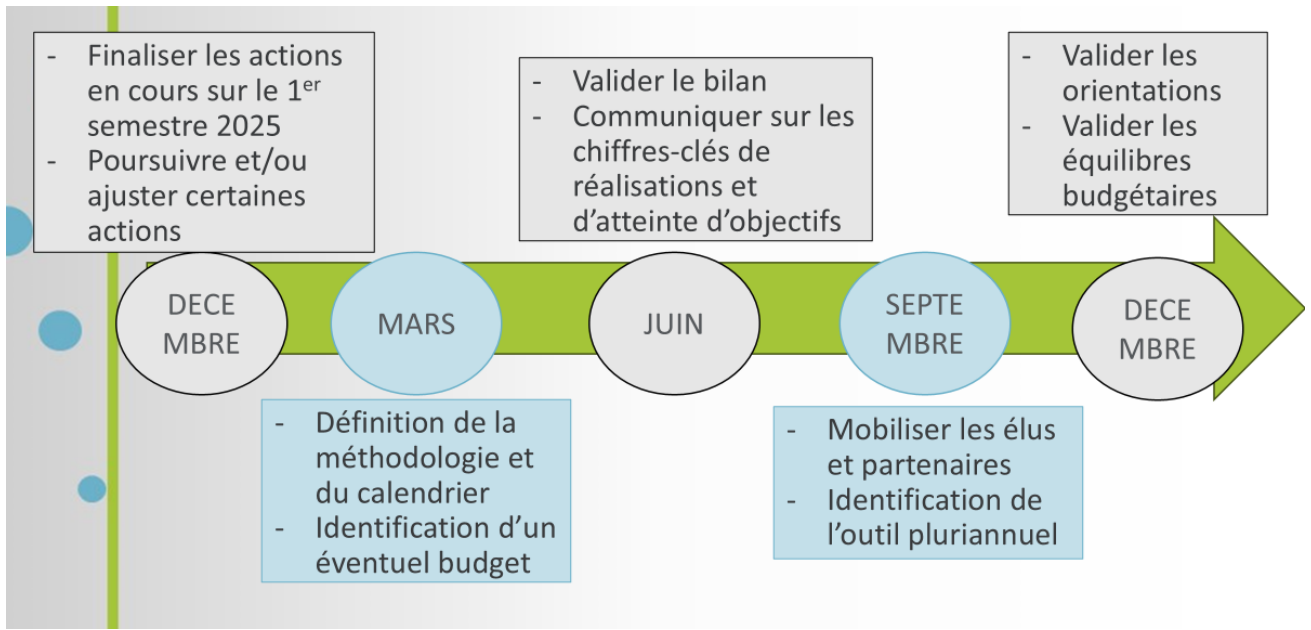 - Finaliser les actions
en cours sur le 1er
semestre 2025
- Poursuivre et/ou
ajuster certaines
actions
- Valider le bilan
- Communiquer sur les
chiffres-clés de
réalisations et
d’atteinte d’objectifs
- Valider les
orientations
- Valider les
équilibres
budgétaires
DECE
MBRE
MARS
JUIN
SEPTE
MBRE
DECE
MBRE
- Définition de la
méthodologie et
du calendrier
- Identification d’un
éventuel budget
- Mobiliser les élus
et partenaires
- Identification de
l’outil pluriannuel